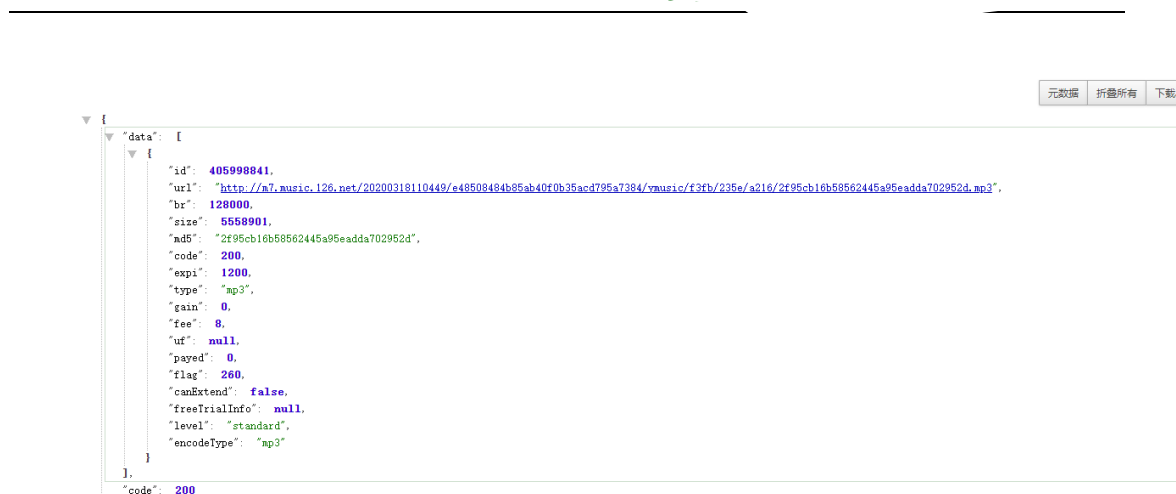 元数据 折叠所有 下载
{
"data": [
{
"id": 405998841,
"url": "http://m7.music.126.net/20200318110449/e48508484b85ab40f0b35acd795a7384/ymusic/f3fb/235e/a216/2f95cb16b58562445a95eadda702952d.mp3",
"br": 128000,
"size": 5558901,
"md5": "2f95cb16b58562445a95eadda702952d",
"code": 200,
"expi": 1200,
"type": "mp3",
"gain": 0,
"fee": 8,
"uf": null,
"payed": 0,
"flag": 260,
"canExtend": false,
"freeTrialInfo": null,
"level": "standard",
"encodeType": "mp3"
}
],
"code": 200